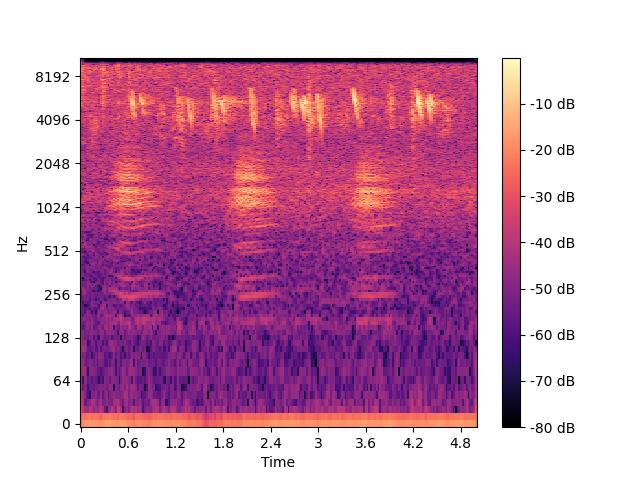 8192
4096
2048
1024
512
256
128
64
0
Hz
0 0.6 1.2 1.8 2.4 3 3.6 4.2 4.8
Time
-10 dB
-20 dB
-30 dB
-40 dB
-50 dB
-60 dB
-70 dB
-80 dB